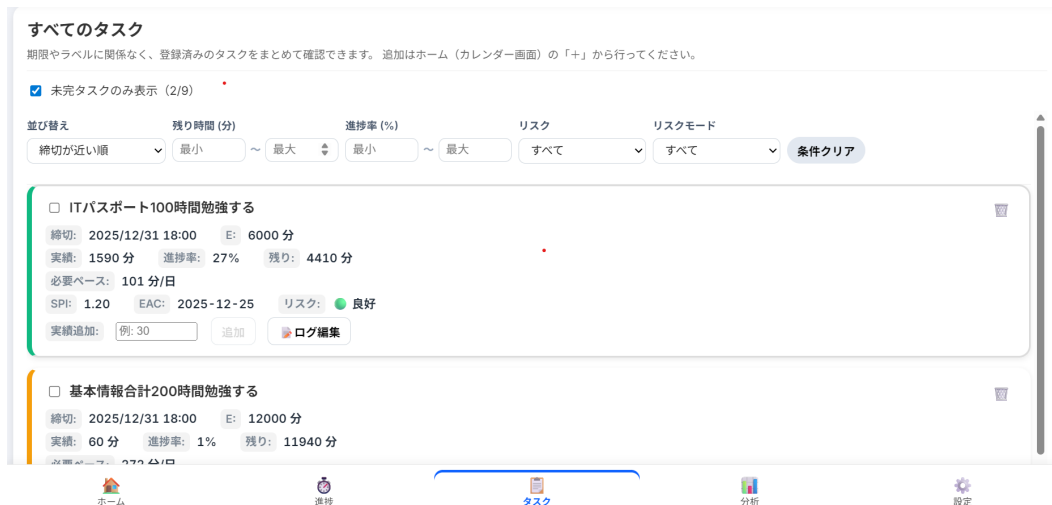 すべてのタスク
期限やラベルに関係なく、登録済みのタスクをまとめて確認できます。 追加はホーム（カレンダー画面）の「＋」から行ってください。
未完タスクのみ表示（2/9）
並び替え 残り時間 (分) 進捗率 (%) リスク リスクモード
締切が近い順 最小 ～ 最大 最小 ～ 最大 すべて すべて 条件クリア
ITパスポート100時間勉強する
締切: 2025/12/31 18:00 E: 6000 分
実績: 1590 分 進捗率: 27% 残り: 4410 分
必要ペース: 101 分/日
SPI: 1.20 EAC: 2025-12-25 リスク: 良好
実績追加: 例: 30 追加 ログ編集
基本情報合計200時間勉強する
締切: 2025/12/31 18:00 E: 12000 分
実績: 60 分 進捗率: 1% 残り: 11940 分
必要ペース: 273 分/日
ホーム 進捗 タスク 分析 設定